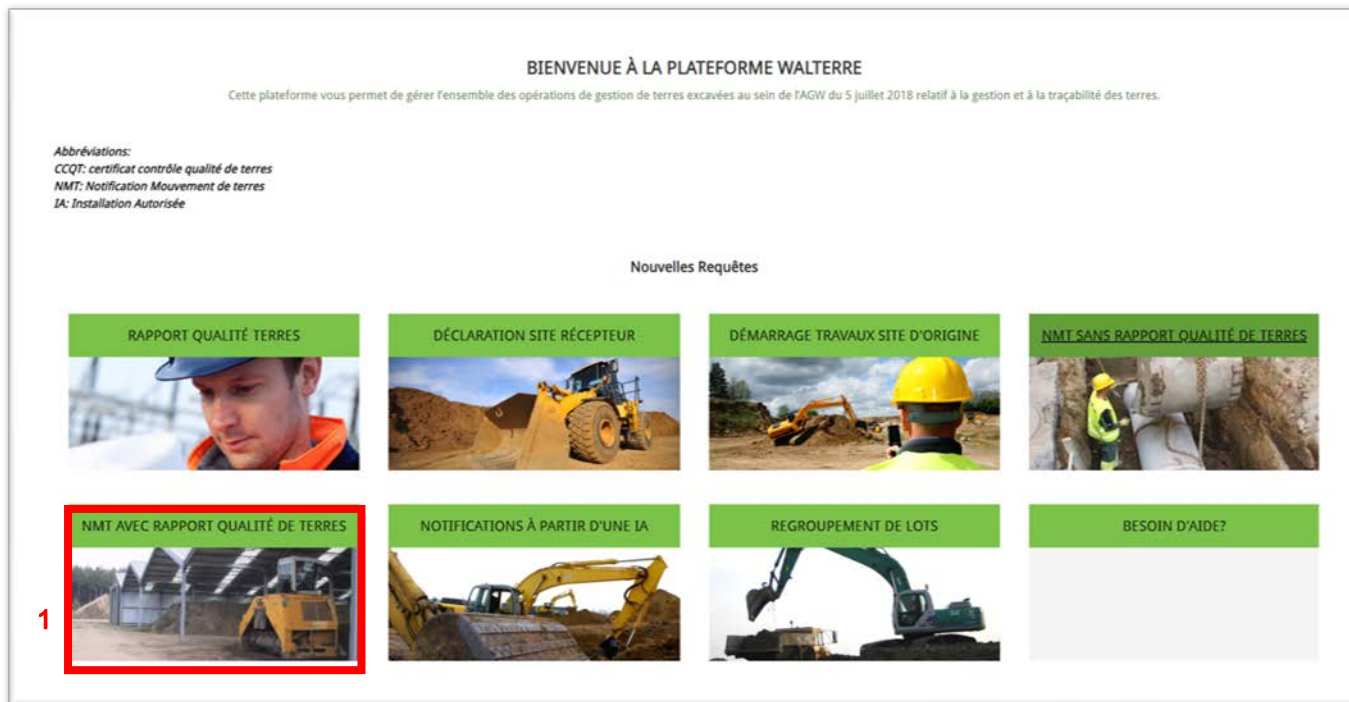 BIENVENUE À LA PLATEFORME WALTERRE
Cette plateforme vous permet de gérer l'ensemble des opérations de gestion de terres excavées au sein de l'AGW du 5 juillet 2018 relatif à la gestion et à la traçabilité des terres.
Abbréviations:
CCQT: certificat contrôle qualité de terres
NMT: Notification Mouvement de terres
IA: Installation Autorisée
Nouvelles Requêtes
RAPPORT QUALITÉ TERRES
DÉCLARATION SITE RÉCEPTEUR
DÉMARRAGE TRAVAUX SITE D'ORIGINE
NMT SANS RAPPORT QUALITÉ DE TERRES
NMT AVEC RAPPORT QUALITÉ DE TERRES
NOTIFICATIONS À PARTIR D'UNE IA
REGROUPEMENT DE LOTS
BESOIN D'AIDE?
1